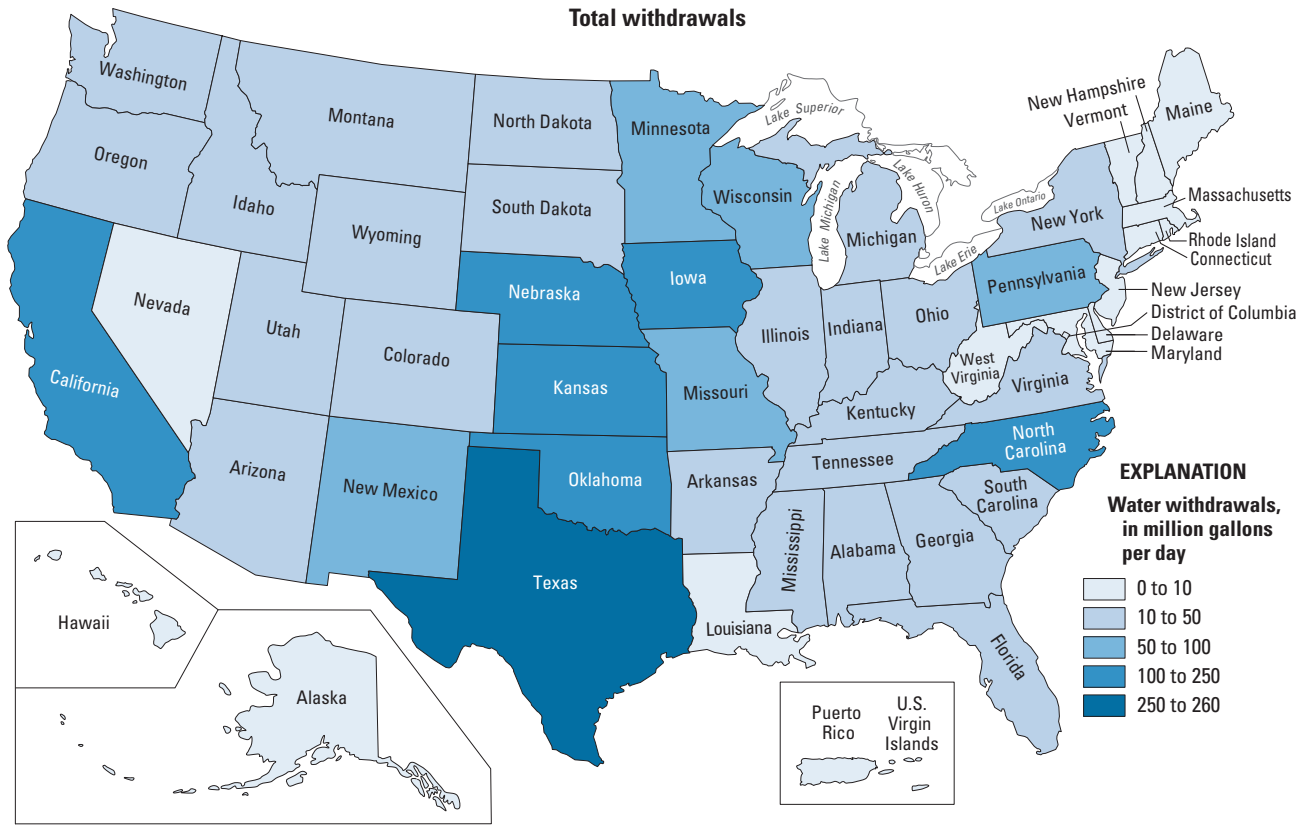 Total withdrawals
Washington
Montana
North Dakota
Minnesota
Lake Superior
New Hampshire
Vermont
Maine
Oregon
Idaho
Wyoming
South Dakota
Wisconsin
Lake Michigan
Lake Huron
Michigan
Lake Ontario
New York
Massachusetts
Rhode Island
Connecticut
Lake Erie
Nebraska
Iowa
Pennsylvania
New Jersey
District of Columbia
Delaware
Maryland
Nevada
Utah
Colorado
Illinois
Indiana
Ohio
West
Virginia
Virginia
California
Kansas
Missouri
Kentucky
North
Carolina
Arizona
New Mexico
Oklahoma
Arkansas
Tennessee
South
Carolina
Mississippi
Alabama
Georgia
Texas
Louisiana
Florida
Hawaii
Alaska
Puerto
Rico
U.S.
Virgin
Islands
EXPLANATION
Water withdrawals,
in million gallons
per day
0 to 10
10 to 50
50 to 100
100 to 250
250 to 260